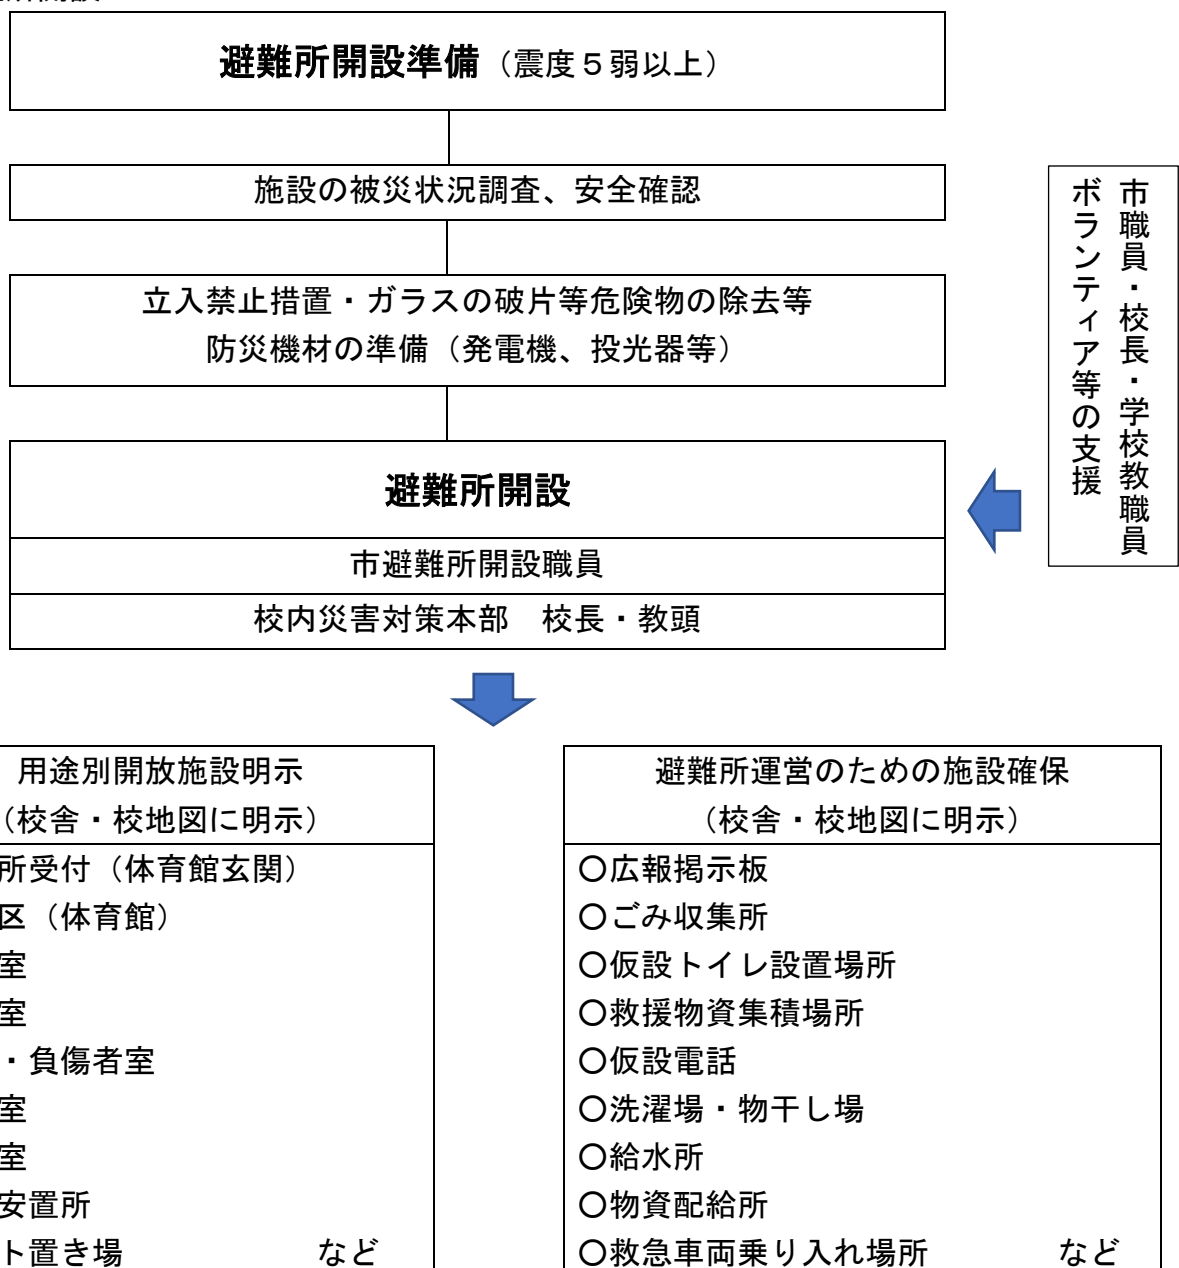 避難所開設準備（震度５弱以上）
施設の被災状況調査、安全確認
立入禁止措置・ガラスの破片等危険物の除去等
防災機材の準備（発電機、投光器等）
市職員・校長・学校教職員
ボランティア等の支援
避難所開設
市避難所開設職員
校内災害対策本部　校長・教頭
用途別開放施設明示
（校舎・校地図に明示）
所受付（体育館玄関）
区（体育館）
室
室
・負傷者室
室
室
安置所
ト置き場　など
避難所運営のための施設確保
（校舎・校地図に明示）
〇広報掲示板
〇ごみ収集所
〇仮設トイレ設置場所
〇救援物資集積場所
〇仮設電話
〇洗濯場・物干し場
〇給水所
〇物資配給所
〇救急車両乗り入れ場所　など